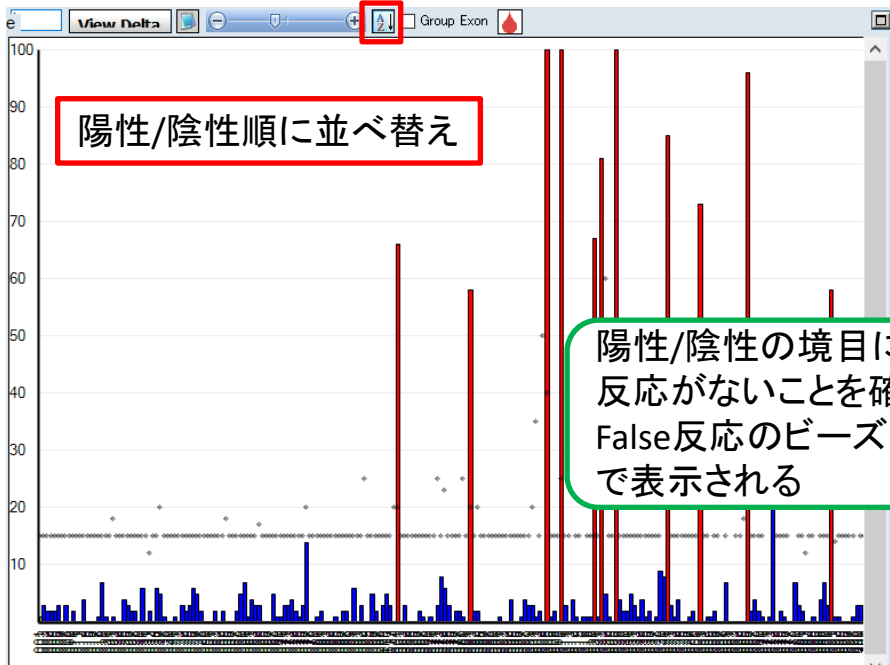 e
View Delta
A
Z
Group Exon
100
90
80
70
60
50
40
30
20
10
陽性/陰性順に並べ替え
陽性/陰性の境目に
反応がないことを確
False反応のビーズ
で表示される